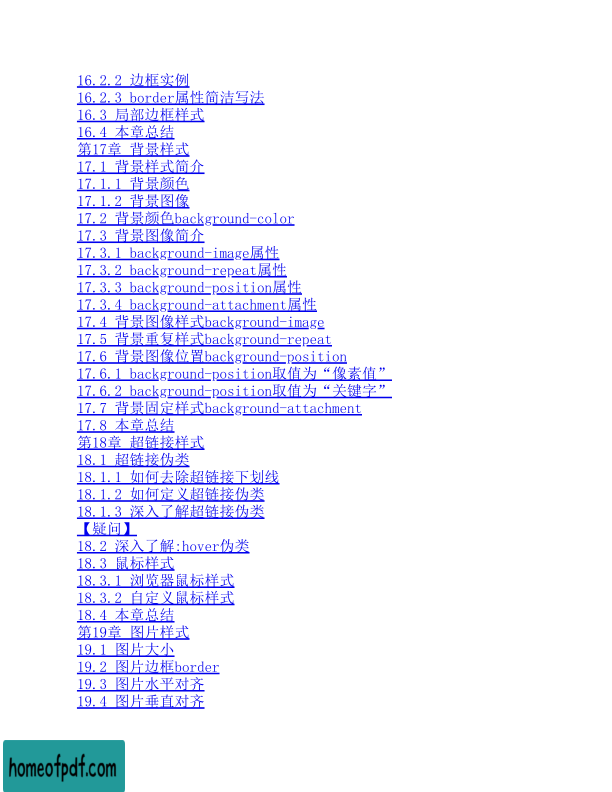 16.2.2 边框实例
16.2.3 border属性简洁写法
16.3 局部边框样式
16.4 本章总结
第17章 背景样式
17.1 背景样式简介
17.1.1 背景颜色
17.1.2 背景图像
17.2 背景颜色background-color
17.3 背景图像简介
17.3.1 background-image属性
17.3.2 background-repeat属性
17.3.3 background-position属性
17.3.4 background-attachment属性
17.4 背景图像样式background-image
17.5 背景重复样式background-repeat
17.6 背景图像位置background-position
17.6.1 background-position取值为“像素值”
17.6.2 background-position取值为“关键字”
17.7 背景固定样式background-attachment
17.8 本章总结
第18章 超链接样式
18.1 超链接伪类
18.1.1 如何去除超链接下划线
18.1.2 如何定义超链接伪类
18.1.3 深入了解超链接伪类
【疑问】
18.2 深入了解:hover伪类
18.3 鼠标样式
18.3.1 浏览器鼠标样式
18.3.2 自定义鼠标样式
18.4 本章总结
第19章 图片样式
19.1 图片大小
19.2 图片边框border
19.3 图片水平对齐
19.4 图片垂直对齐
homeofpdf.com